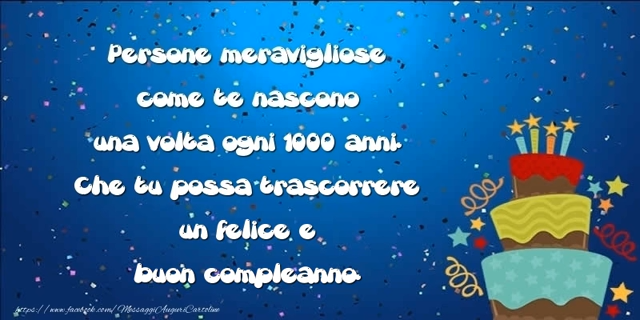 Persone meravigliose
come te nascono
una volta ogni 1000 anni.
Che tu possa trascorrere
un felice e
buon compleanno
https://www.facebook.com/MessaggiAuguriCartoline